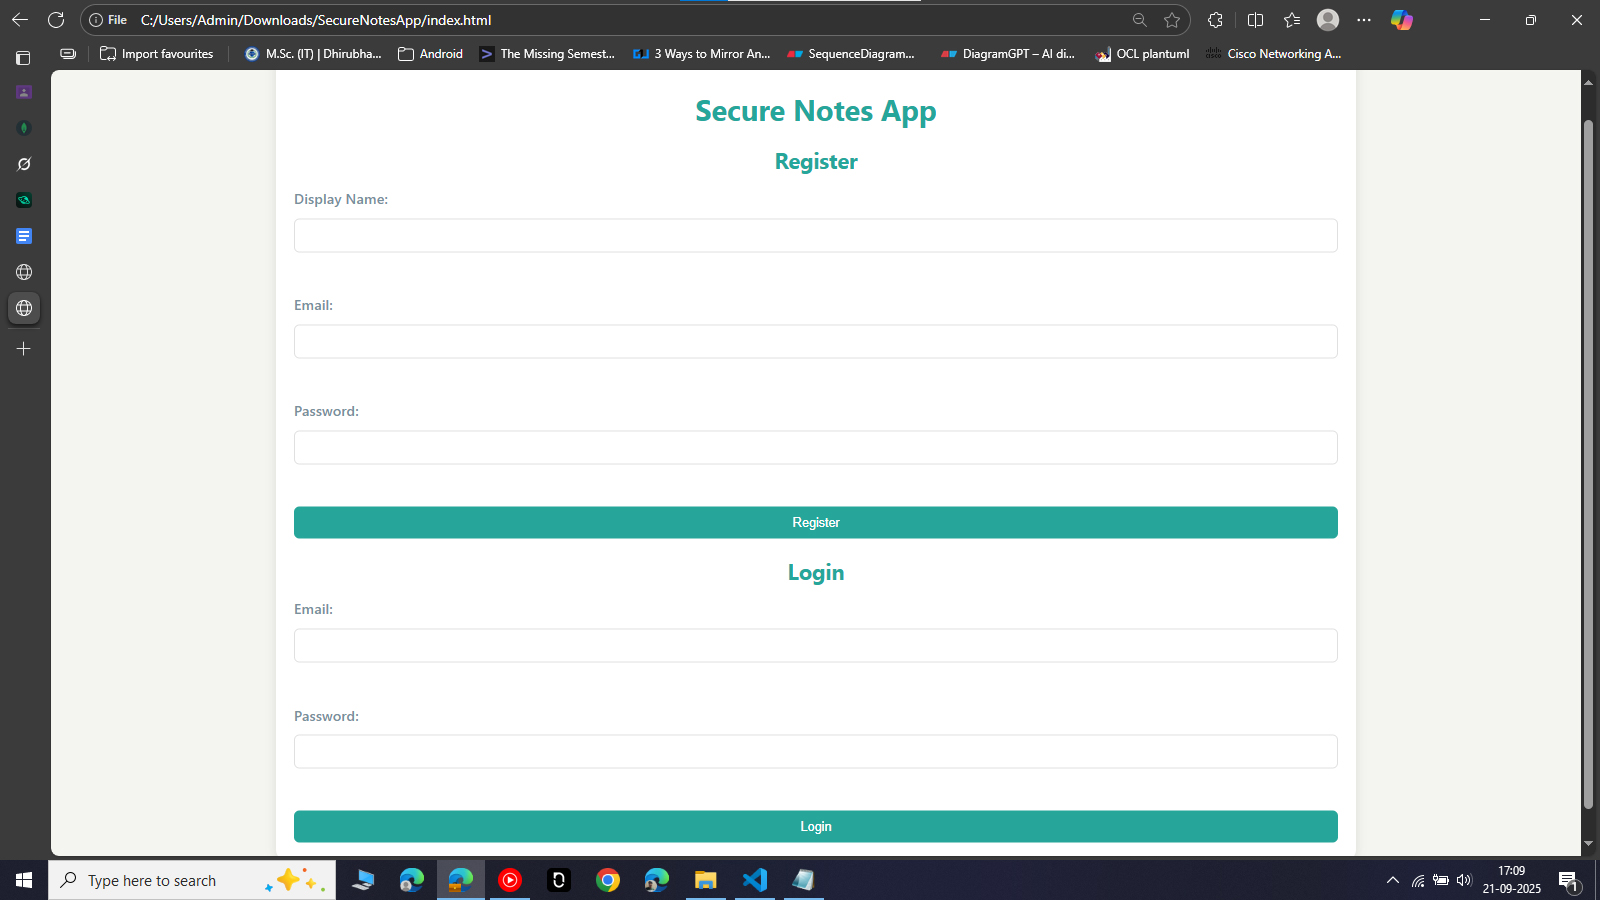 File C:/Users/Admin/Downloads/SecureNotesApp/index.html
Import favourites M.Sc. (IT) | Dhirubha... Android The Missing Semest... 3 Ways to Mirror An... SequenceDiagram... DiagramGPT – AI di... OCL plantuml Cisco Networking A...
Secure Notes App
Register
Display Name:
Email:
Password:
Register
Login
Email:
Password:
Login
Type here to search
17:09
21-09-2025
1